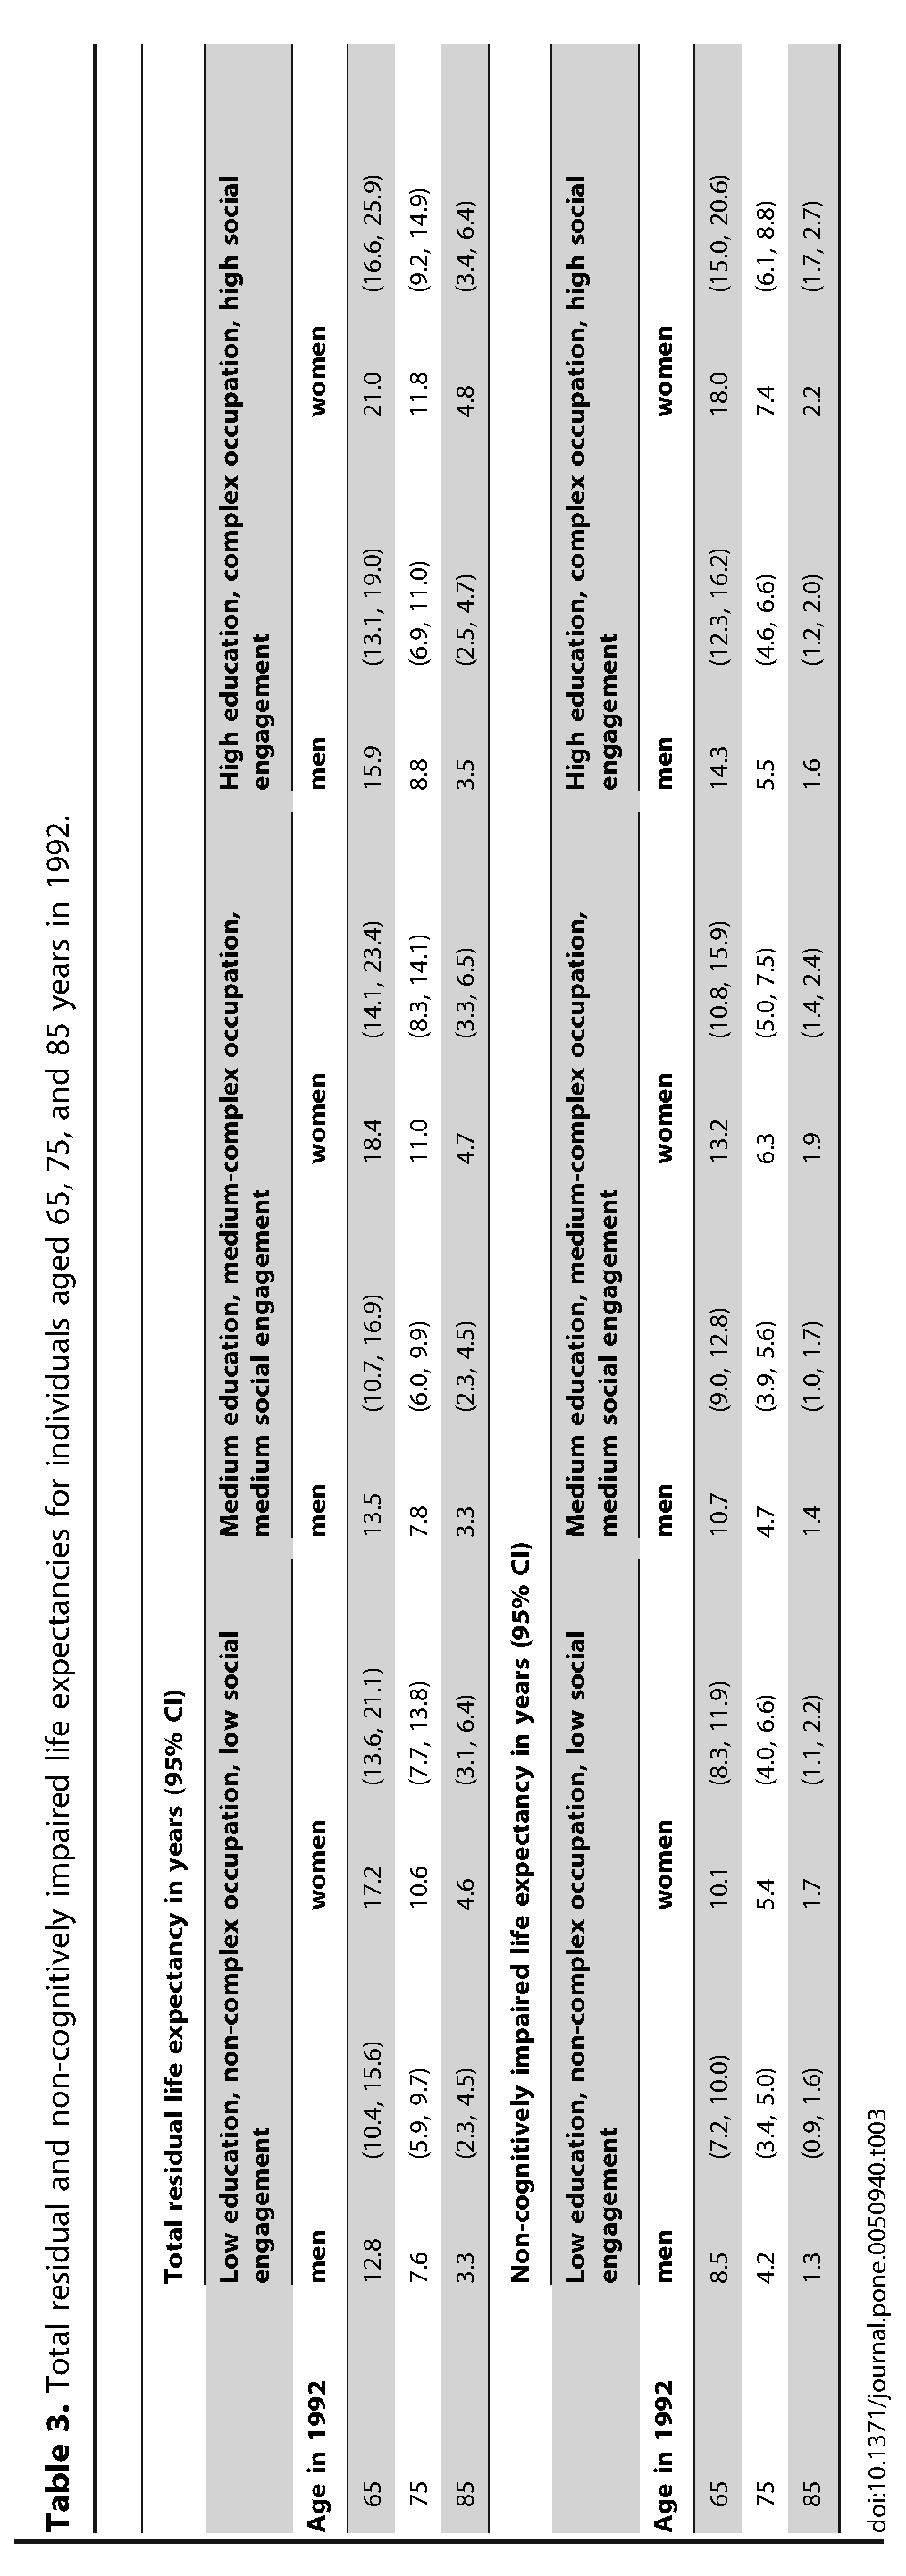 Table 3. Total residual and non-cognitively impaired life expectancies for individuals aged 65, 75, and 85 years in 1992.
Total residual life expectancy in years (95% CI)
Low education, non-complex occupation, low social engagement Medium education, medium-complex occupation, medium social engagement High education, complex occupation, high social engagement
Age in 1992 men women men women men women
65 12.8 (10.4, 15.6) 17.2 (13.6, 21.1) 13.5 (10.7, 16.9) 18.4 (14.1, 23.4) 15.9 (13.1, 19.0) 21.0 (16.6, 25.9)
75 7.6 (5.9, 9.7) 10.6 (7.7, 13.8) 7.8 (6.0, 9.9) 11.0 (8.3, 14.1) 8.8 (6.9, 11.0) 11.8 (9.2, 14.9)
85 3.3 (2.3, 4.5) 4.6 (3.1, 6.4) 3.3 (2.3, 4.5) 4.7 (3.3, 6.5) 3.5 (2.5, 4.7) 4.8 (3.4, 6.4)
Non-cognitively impaired life expectancy in years (95% CI)
Low education, non-complex occupation, low social engagement Medium education, medium-complex occupation, medium social engagement High education, complex occupation, high social engagement
Age in 1992 men women men women men women
65 8.5 (7.2, 10.0) 10.1 (8.3, 11.9) 10.7 (9.0, 12.8) 13.2 (10.8, 15.9) 14.3 (12.3, 16.2) 18.0 (15.0, 20.6)
75 4.2 (3.4, 5.0) 5.4 (4.0, 6.6) 4.7 (3.9, 5.6) 6.3 (5.0, 7.5) 5.5 (4.6, 6.6) 7.4 (6.1, 8.8)
85 1.3 (0.9, 1.6) 1.7 (1.1, 2.2) 1.4 (1.0, 1.7) 1.9 (1.4, 2.4) 1.6 (1.2, 2.0) 2.2 (1.7, 2.7)
doi:10.1371/journal.pone.0050940.t003